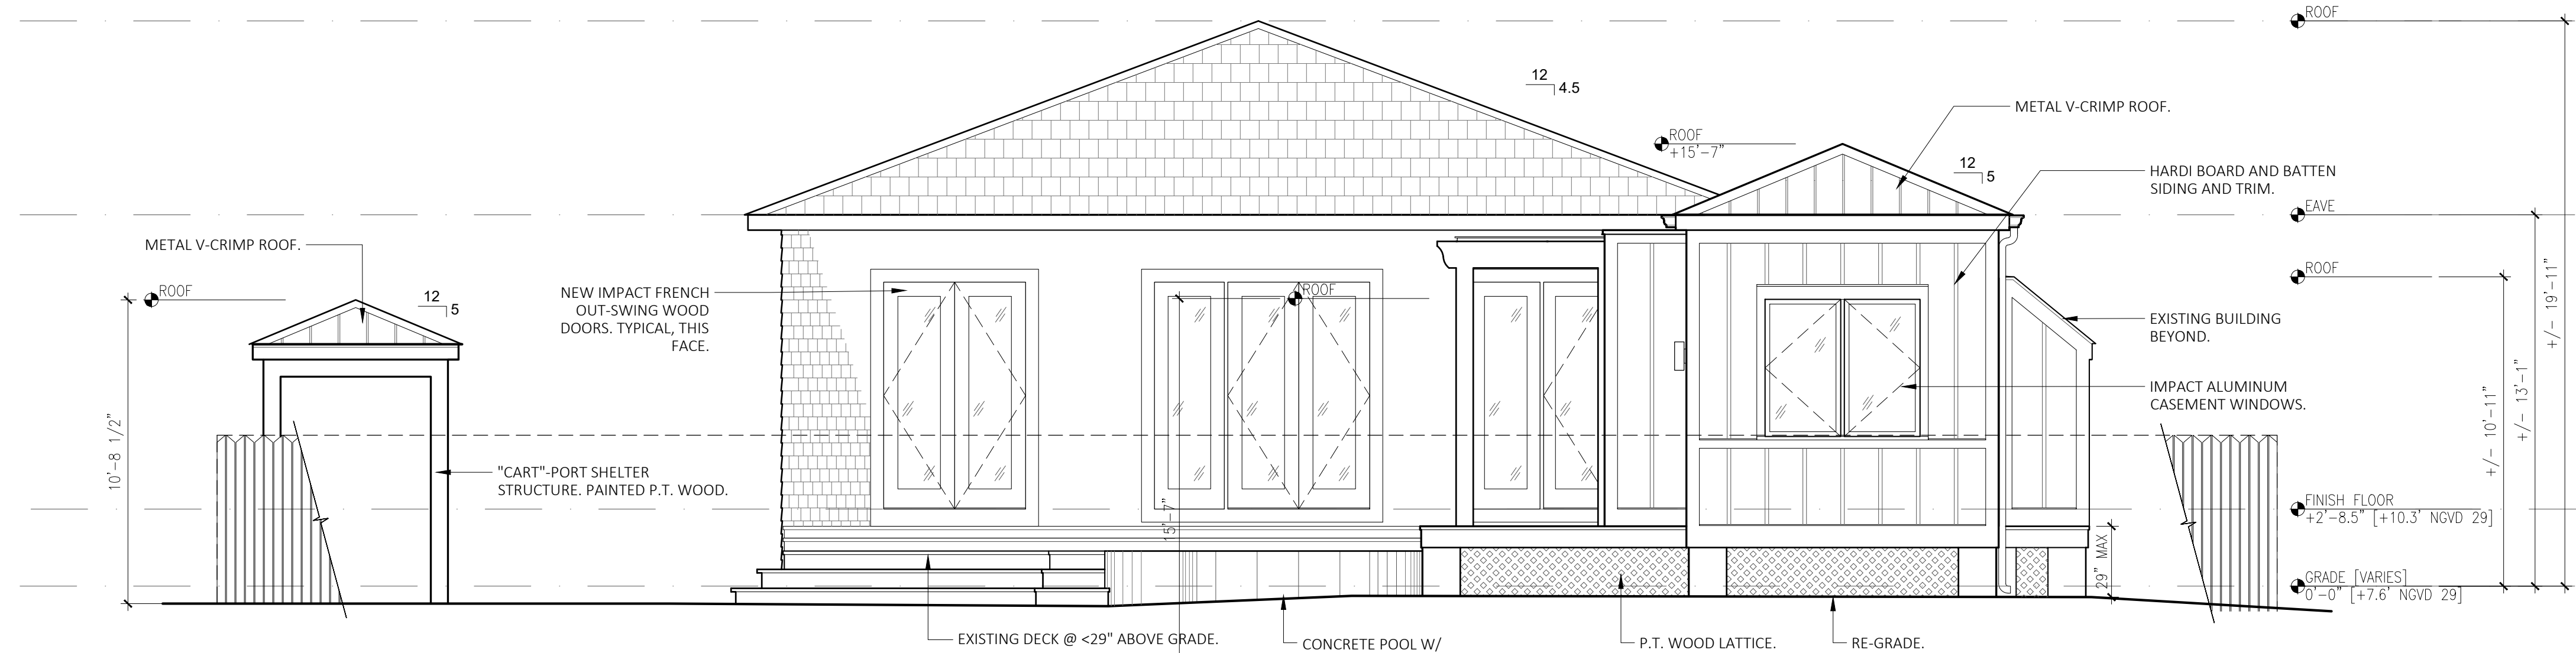 ROOF
12
4.5
METAL V-CRIMP ROOF.
ROOF
+15'-7"
12
5
HARDI BOARD AND BATTEN
SIDING AND TRIM.
EAVE
METAL V-CRIMP ROOF.
ROOF
+/- 19'-11"
ROOF
12
5
NEW IMPACT FRENCH
OUT-SWING WOOD
DOORS. TYPICAL, THIS
FACE.
ROOF
EXISTING BUILDING
BEYOND.
+/- 13'-1"
IMPACT ALUMINUM
CASEMENT WINDOWS.
+/- 10'-11"
10'-8 1/2"
"CART"-PORT SHELTER
STRUCTURE. PAINTED P.T. WOOD.
15'-7"
FINISH FLOOR
+2'-8.5" [+10.3' NGVD 29]
29" MAX
GRADE [VARIES]
0'-0" [+7.6' NGVD 29]
EXISTING DECK @ <29" ABOVE GRADE.
CONCRETE POOL W/
P.T. WOOD LATTICE.
RE-GRADE.